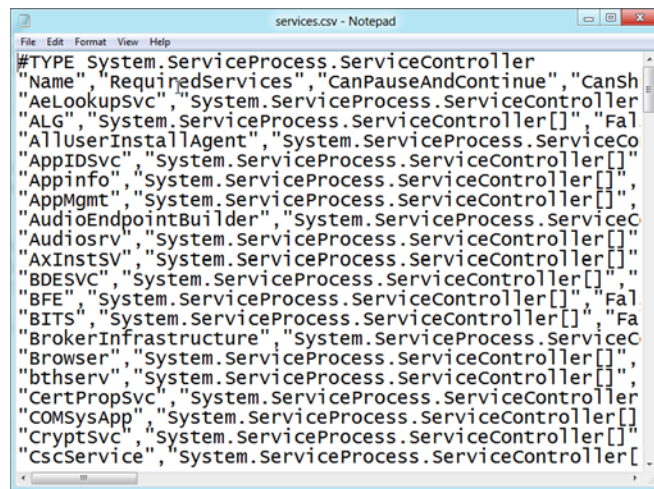 services.csv - Notepad
File Edit Format View Help
#TYPE System.ServiceProcess.ServiceController
"Name","RequiredServices","CanPauseAndContinue","CanSh
"AeLookupSvc","System.ServiceProcess.ServiceController
"ALG","System.ServiceProcess.ServiceController[]","Fal
"AllUserInstallAgent","System.ServiceProcess.ServiceCo
"AppIDSvc","System.ServiceProcess.ServiceController[]"
"Appinfo","System.ServiceProcess.ServiceController[]",
"AppMgmt","System.ServiceProcess.ServiceController[]",
"AudioEndpointBuilder","System.ServiceProcess.ServiceC
"Audiosrv","System.ServiceProcess.ServiceController[]"
"AxInstSV","System.ServiceProcess.ServiceController[]"
"BDESVC","System.ServiceProcess.ServiceController[]","
"BFE","System.ServiceProcess.ServiceController[]","Fal
"BITS","System.ServiceProcess.ServiceController[]","Fa
"BrokerInfrastructure","System.ServiceProcess.ServiceC
"Browser","System.ServiceProcess.ServiceController[]",
"bthserv","System.ServiceProcess.ServiceController[]",
"CertPropSvc","System.ServiceProcess.ServiceController
"COMSysApp","System.ServiceProcess.ServiceController[]
"CryptSvc","System.ServiceProcess.ServiceController[]"
"CscService","System.ServiceProcess.ServiceController[